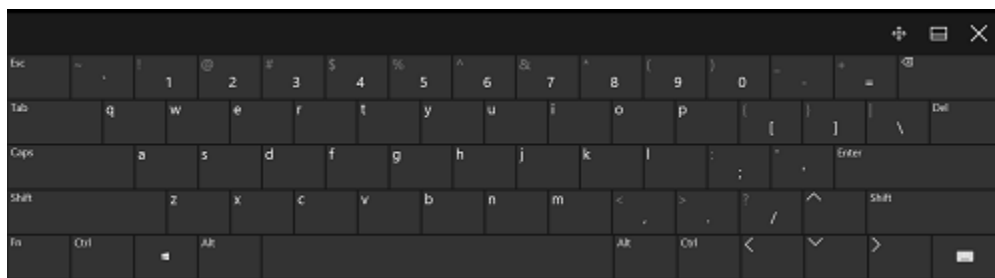 Esc ~ ` ! 1 @ 2 # 3 $ 4 % 5 ^ 6 & 7 * 8 ( 9 ) 0 _ - + =
Tab q w e r t y u i o p { [ } ] | \ Del
Caps a s d f g h j k l : ; " ' Enter
Shift z x c v b n m < , > . ? / Shift
Fn Ctrl Alt Alt Ctrl